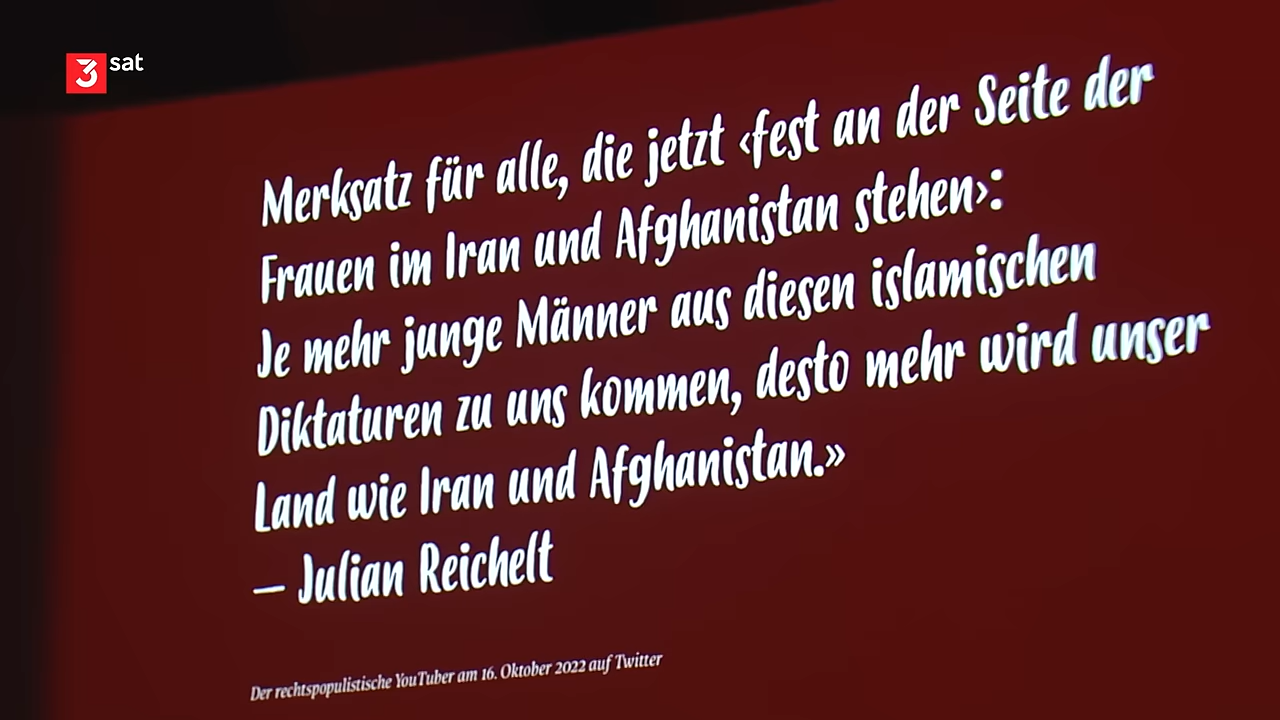 3 sat
Merksatz für alle, die jetzt ‹fest an der Seite der
Frauen im Iran und Afghanistan stehen›:
Je mehr junge Männer aus diesen islamischen
Diktaturen zu uns kommen, desto mehr wird unser
Land wie Iran und Afghanistan.»
– Julian Reichelt
Der rechtspopulistische YouTuber am 16. Oktober 2022 auf Twitter